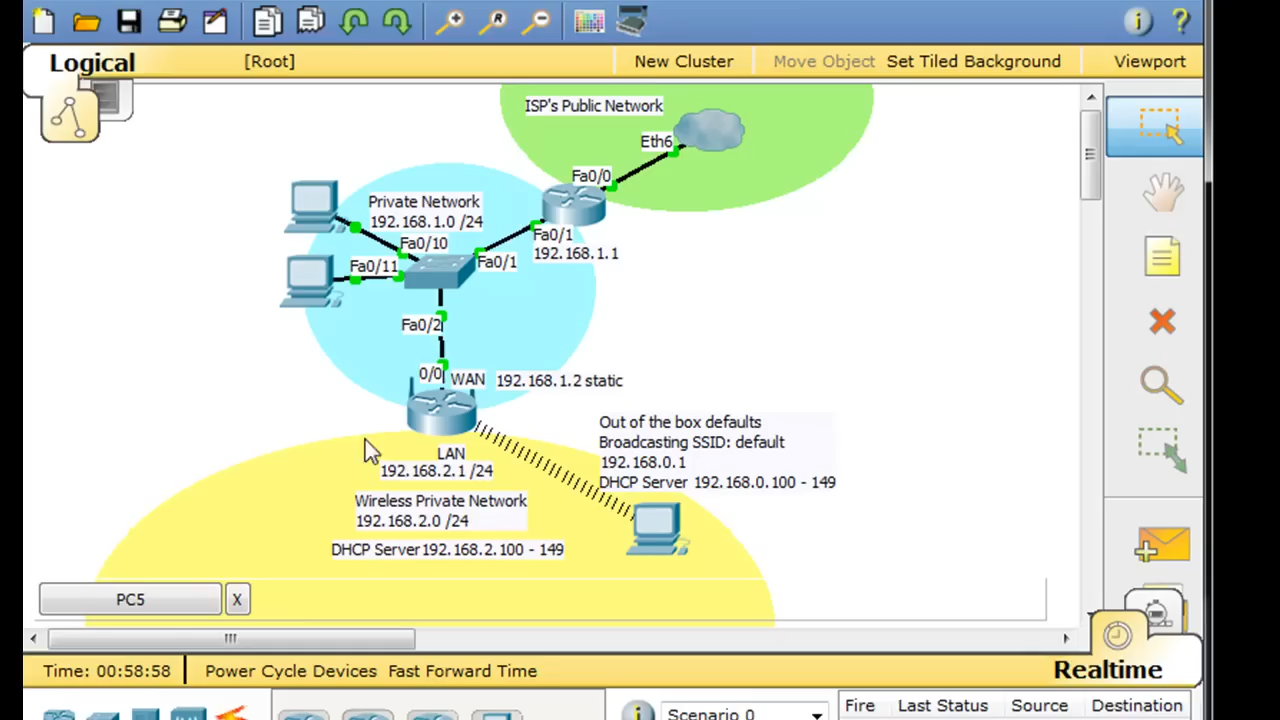 Logical
[Root]
New Cluster
Move Object
Set Tiled Background
Viewport
ISP's Public Network
Eth6
Fa0/0
Private Network
192.168.1.0 /24
Fa0/1
192.168.1.1
Fa0/10
Fa0/11
Fa0/1
Fa0/2
0/0
WAN
192.168.1.2 static
Out of the box defaults
Broadcasting SSID: default
192.168.0.1
DHCP Server 192.168.0.100 - 149
LAN
192.168.2.1 /24
Wireless Private Network
192.168.2.0 /24
DHCP Server 192.168.2.100 - 149
PC5
X
Time: 00:58:58
Power Cycle Devices
Fast Forward Time
Realtime
Scenario 0
Fire
Last Status
Source
Destination